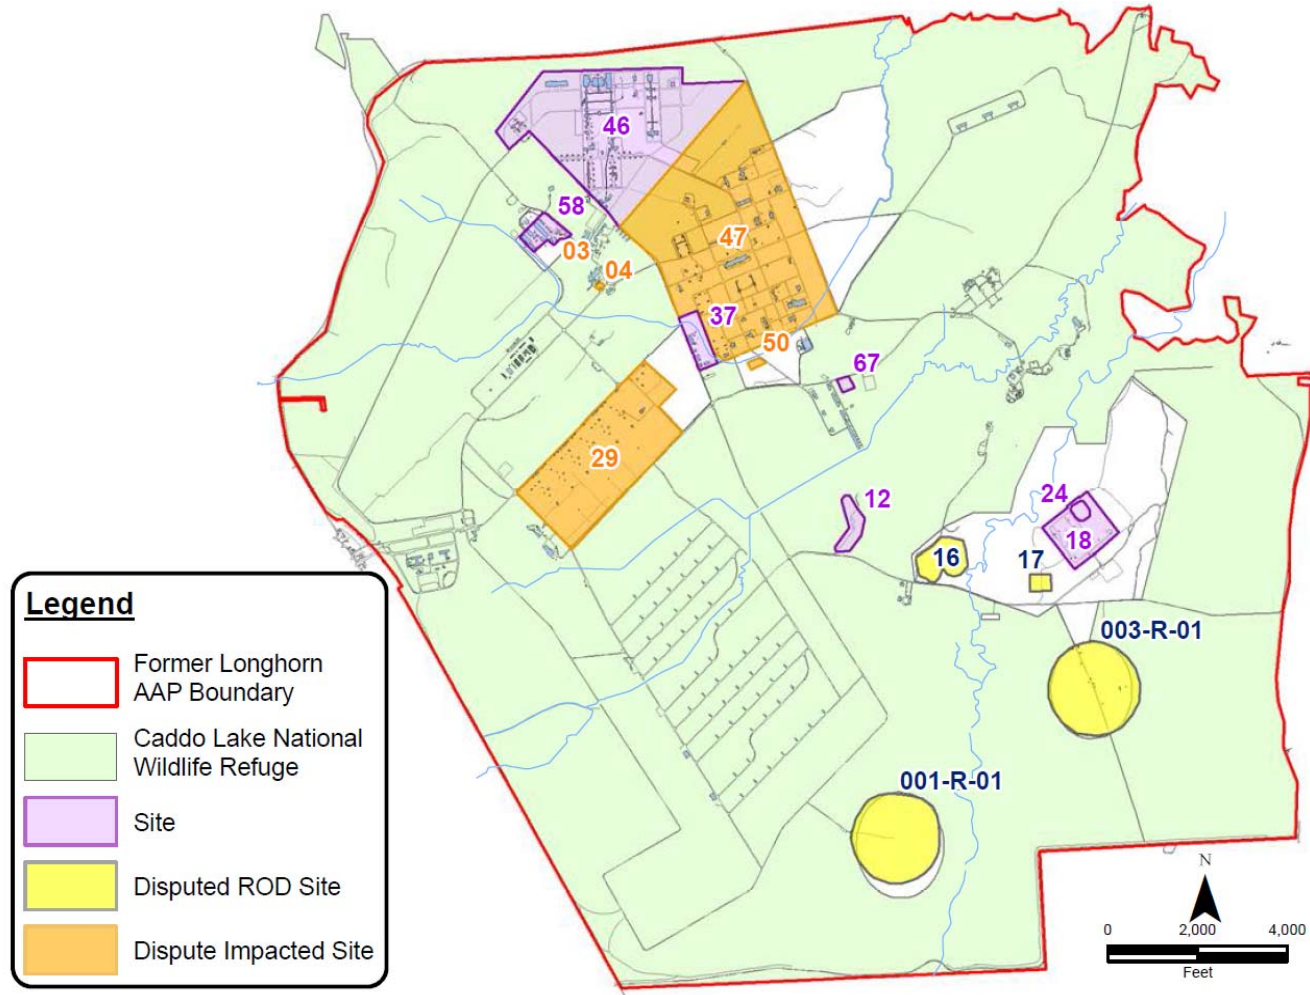 46
58
03
47
04
37
50
67
29
12
24
18
16
17
003-R-01
001-R-01
Legend
Former Longhorn
AAP Boundary
Caddo Lake National
Wildlife Refuge
Site
Disputed ROD Site
Dispute Impacted Site
N
0 2,000 4,000
Feet